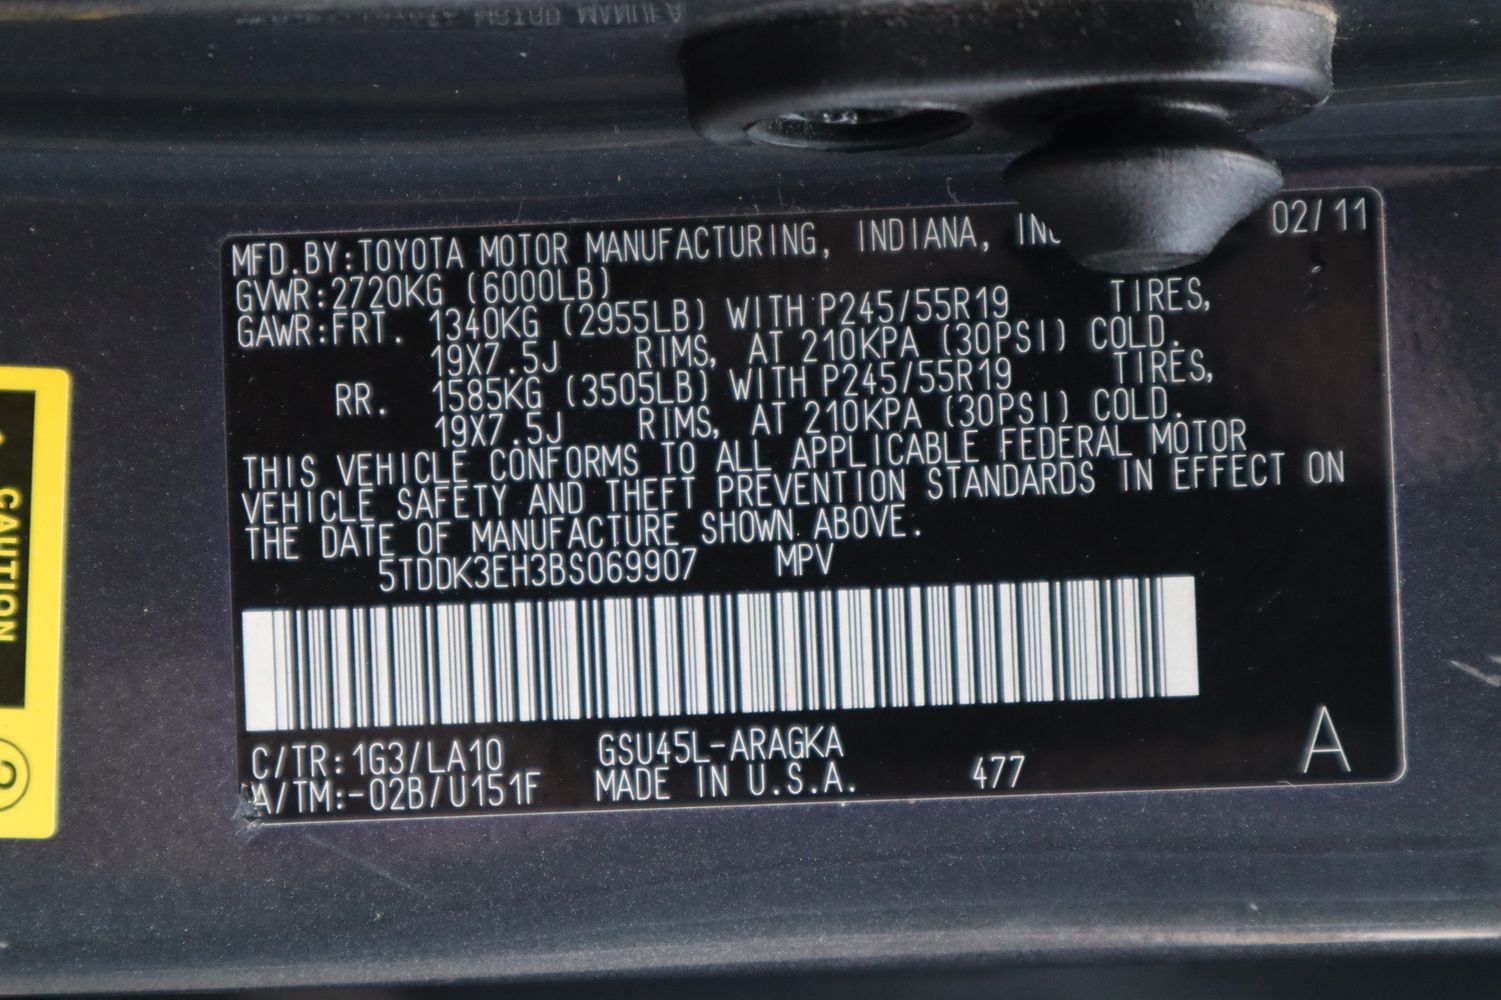 MFD.BY:TOYOTA MOTOR MANUFACTURING, INDIANA, INC 02/11
GVWR:2720KG (6000LB)
GAWR:FRT. 1340KG (2955LB) WITH P245/55R19 TIRES,
19X7.5J RIMS, AT 210KPA (30PSI) COLD.
RR. 1585KG (3505LB) WITH P245/55R19 TIRES,
19X7.5J RIMS, AT 210KPA (30PSI) COLD.
THIS VEHICLE CONFORMS TO ALL APPLICABLE FEDERAL MOTOR
VEHICLE SAFETY AND THEFT PREVENTION STANDARDS IN EFFECT ON
THE DATE OF MANUFACTURE SHOWN ABOVE.
5TDDK3EH3BS069907 MPV
C/TR:1G3/LA10 GSU45L-ARAGKA
A/TM:-02B/U151F MADE IN U.S.A. 477 A
CAUTION